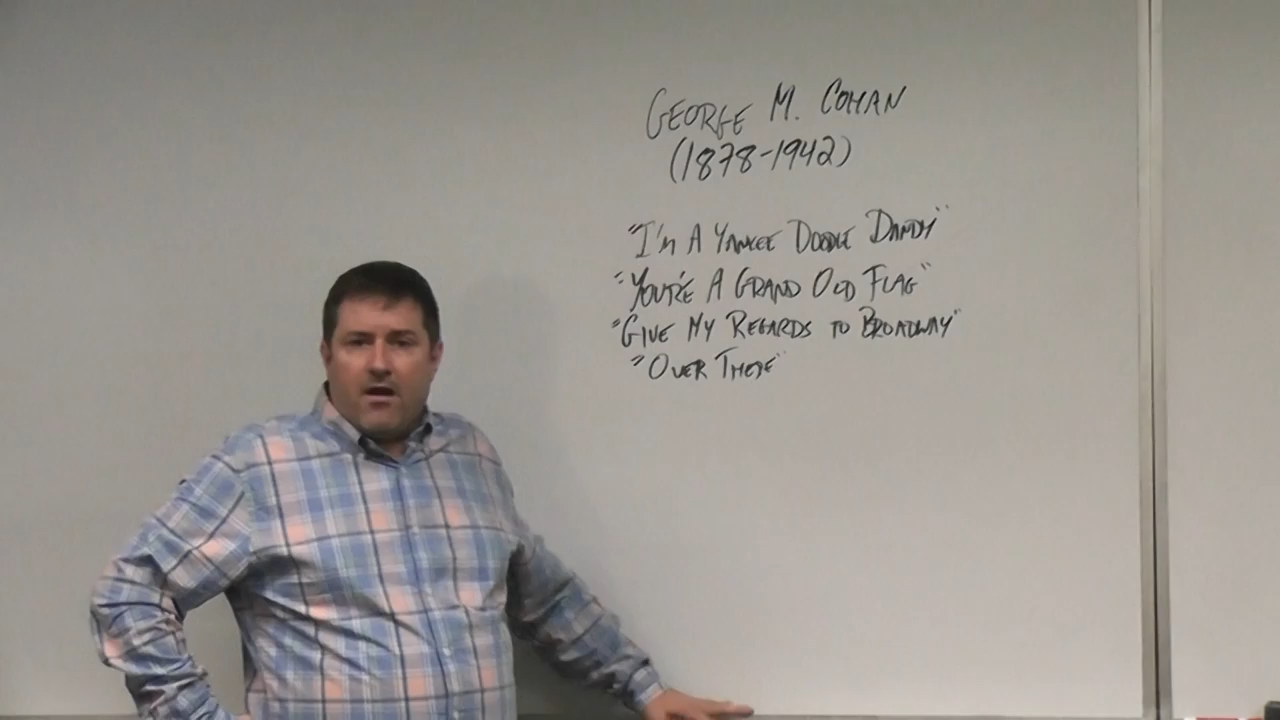 GEORGE M. COHAN
(1878-1942)
"I'M A YANKEE DOODLE DANDY"
"YOU'RE A GRAND OLD FLAG"
"GIVE MY REGARDS TO BROADWAY"
"OVER THERE"